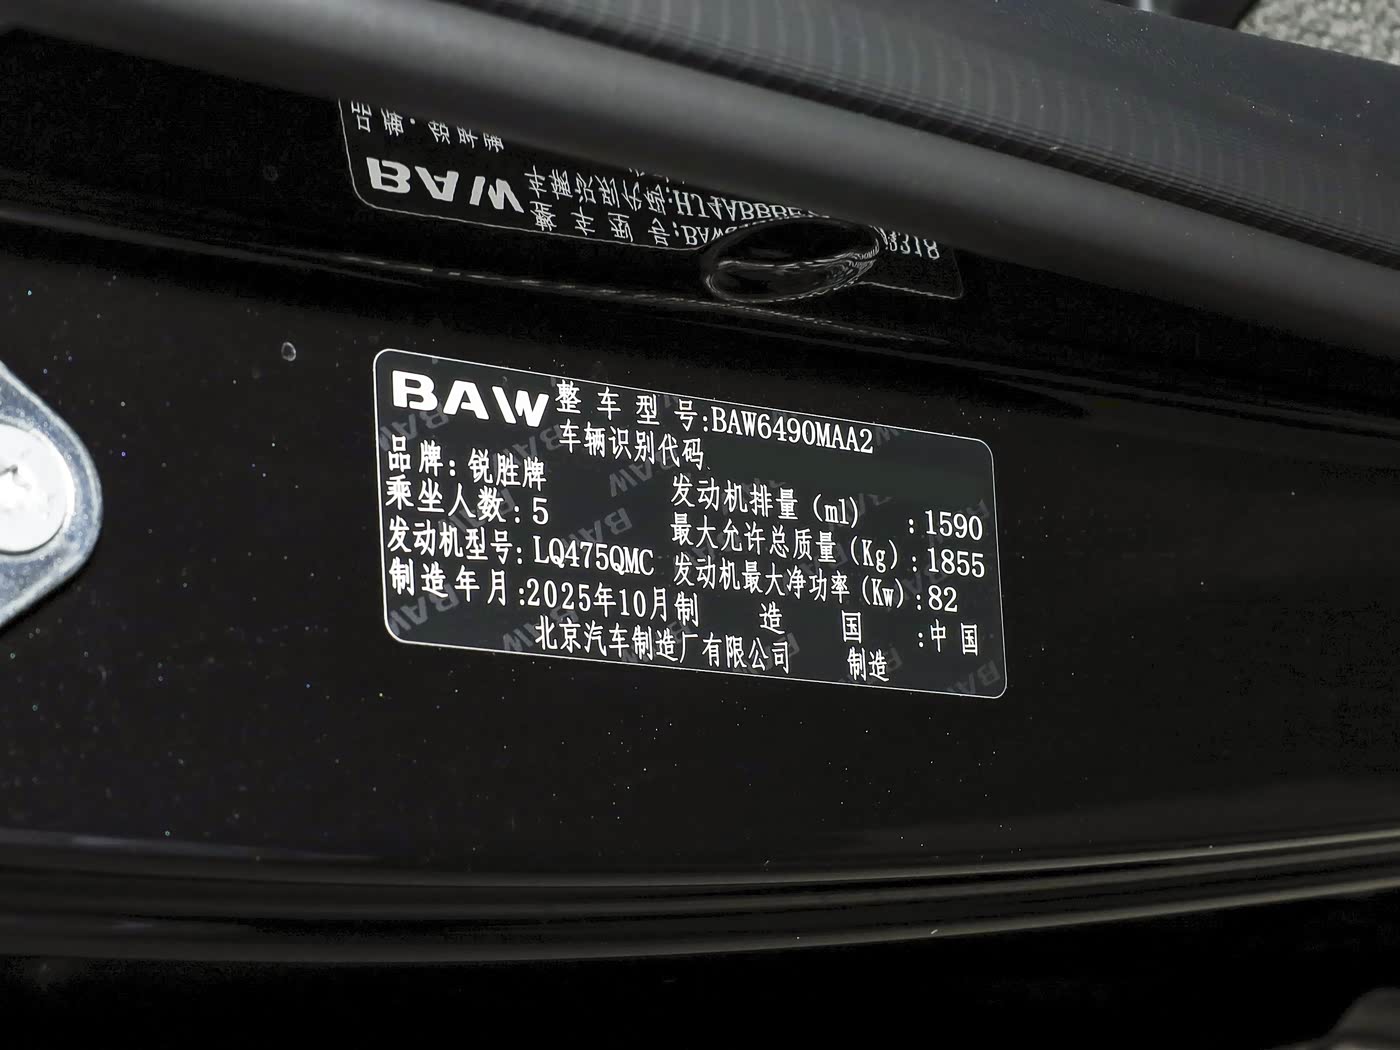 BAW
整车型号:BAW6490MAA2
车辆识别代码
品牌:锐胜牌
发动机排量(ml) :1590
乘坐人数:5
最大允许总质量(Kg):1855
发动机型号:LQ475QMC
发动机最大净功率(Kw):82
制造年月:2025年10月
制造国:中国
北京汽车制造厂有限公司 制造